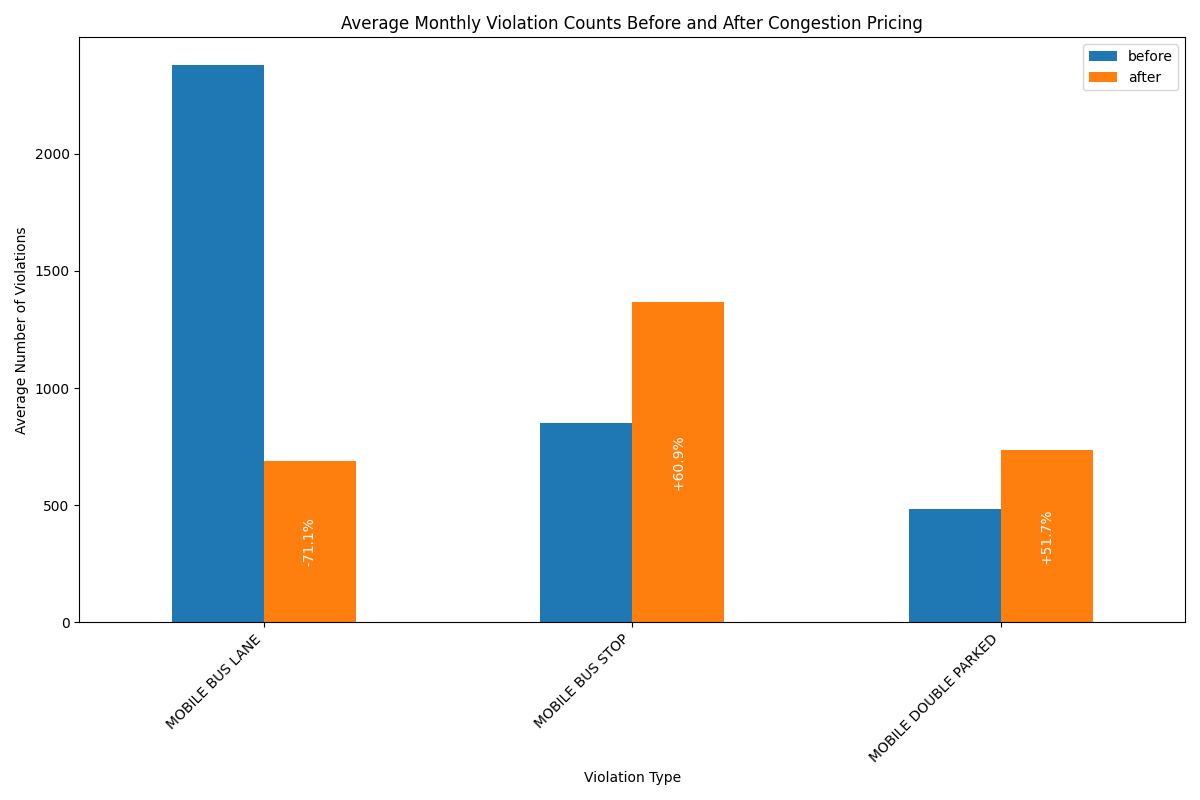 Average Monthly Violation Counts Before and After Congestion Pricing
before
after
Average Number of Violations
2000
1500
1000
500
0
-71.1%
+60.9%
+51.7%
MOBILE BUS LANE
MOBILE BUS STOP
MOBILE DOUBLE PARKED
Violation Type